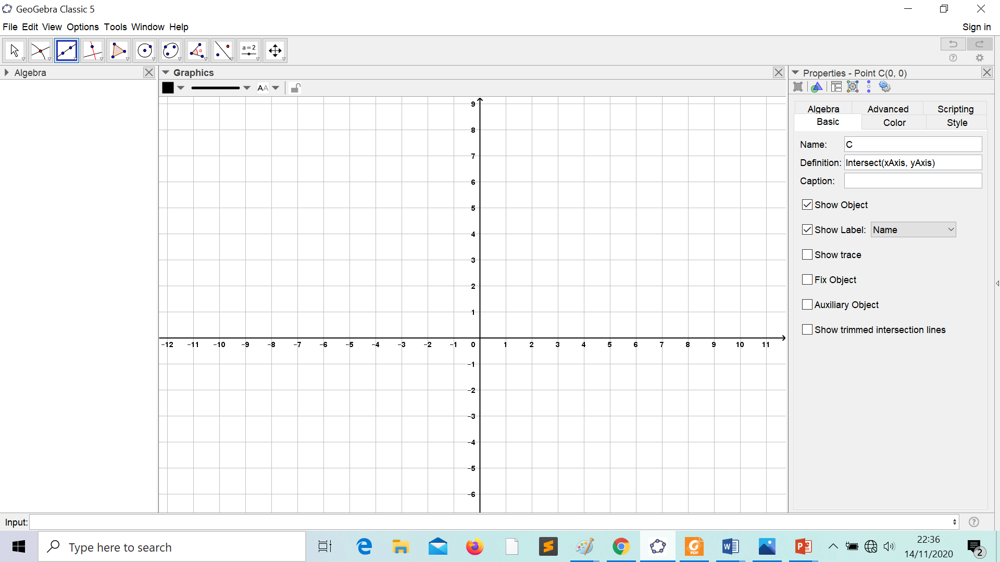 GeoGebra Classic 5
File Edit View Options Tools Window Help
Sign in
a = 2
Algebra
Graphics
Properties - Point C(0, 0)
AA
Algebra Advanced Scripting
Basic Color Style
Name: C
Definition: Intersect(xAxis, yAxis)
Caption:
Show Object
Show Label: Name
Show trace
Fix Object
Auxiliary Object
Show trimmed intersection lines
9
8
7
6
5
4
3
2
1
−12 −11 −10 −9 −8 −7 −6 −5 −4 −3 −2 −1 0 1 2 3 4 5 6 7 8 9 10 11
−1
−2
−3
−4
−5
−6
Input:
Type here to search
PDF
22:36
14/11/2020
2